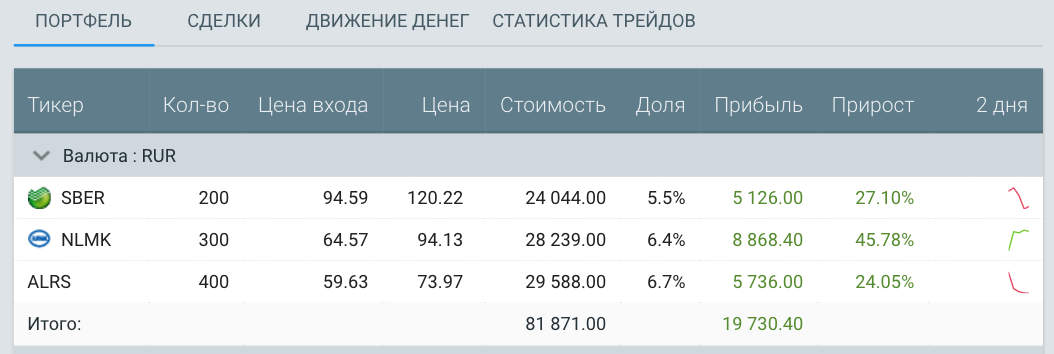 ПОРТФЕЛЬ СДЕЛКИ ДВИЖЕНИЕ ДЕНЕГ СТАТИСТИКА ТРЕЙДОВ
Тикер Кол-во Цена входа Цена Стоимость Доля Прибыль Прирост 2 дня
Валюта : RUR
SBER 200 94.59 120.22 24 044.00 5.5% 5 126.00 27.10%
NLMK 300 64.57 94.13 28 239.00 6.4% 8 868.40 45.78%
ALRS 400 59.63 73.97 29 588.00 6.7% 5 736.00 24.05%
Итого: 81 871.00 19 730.40